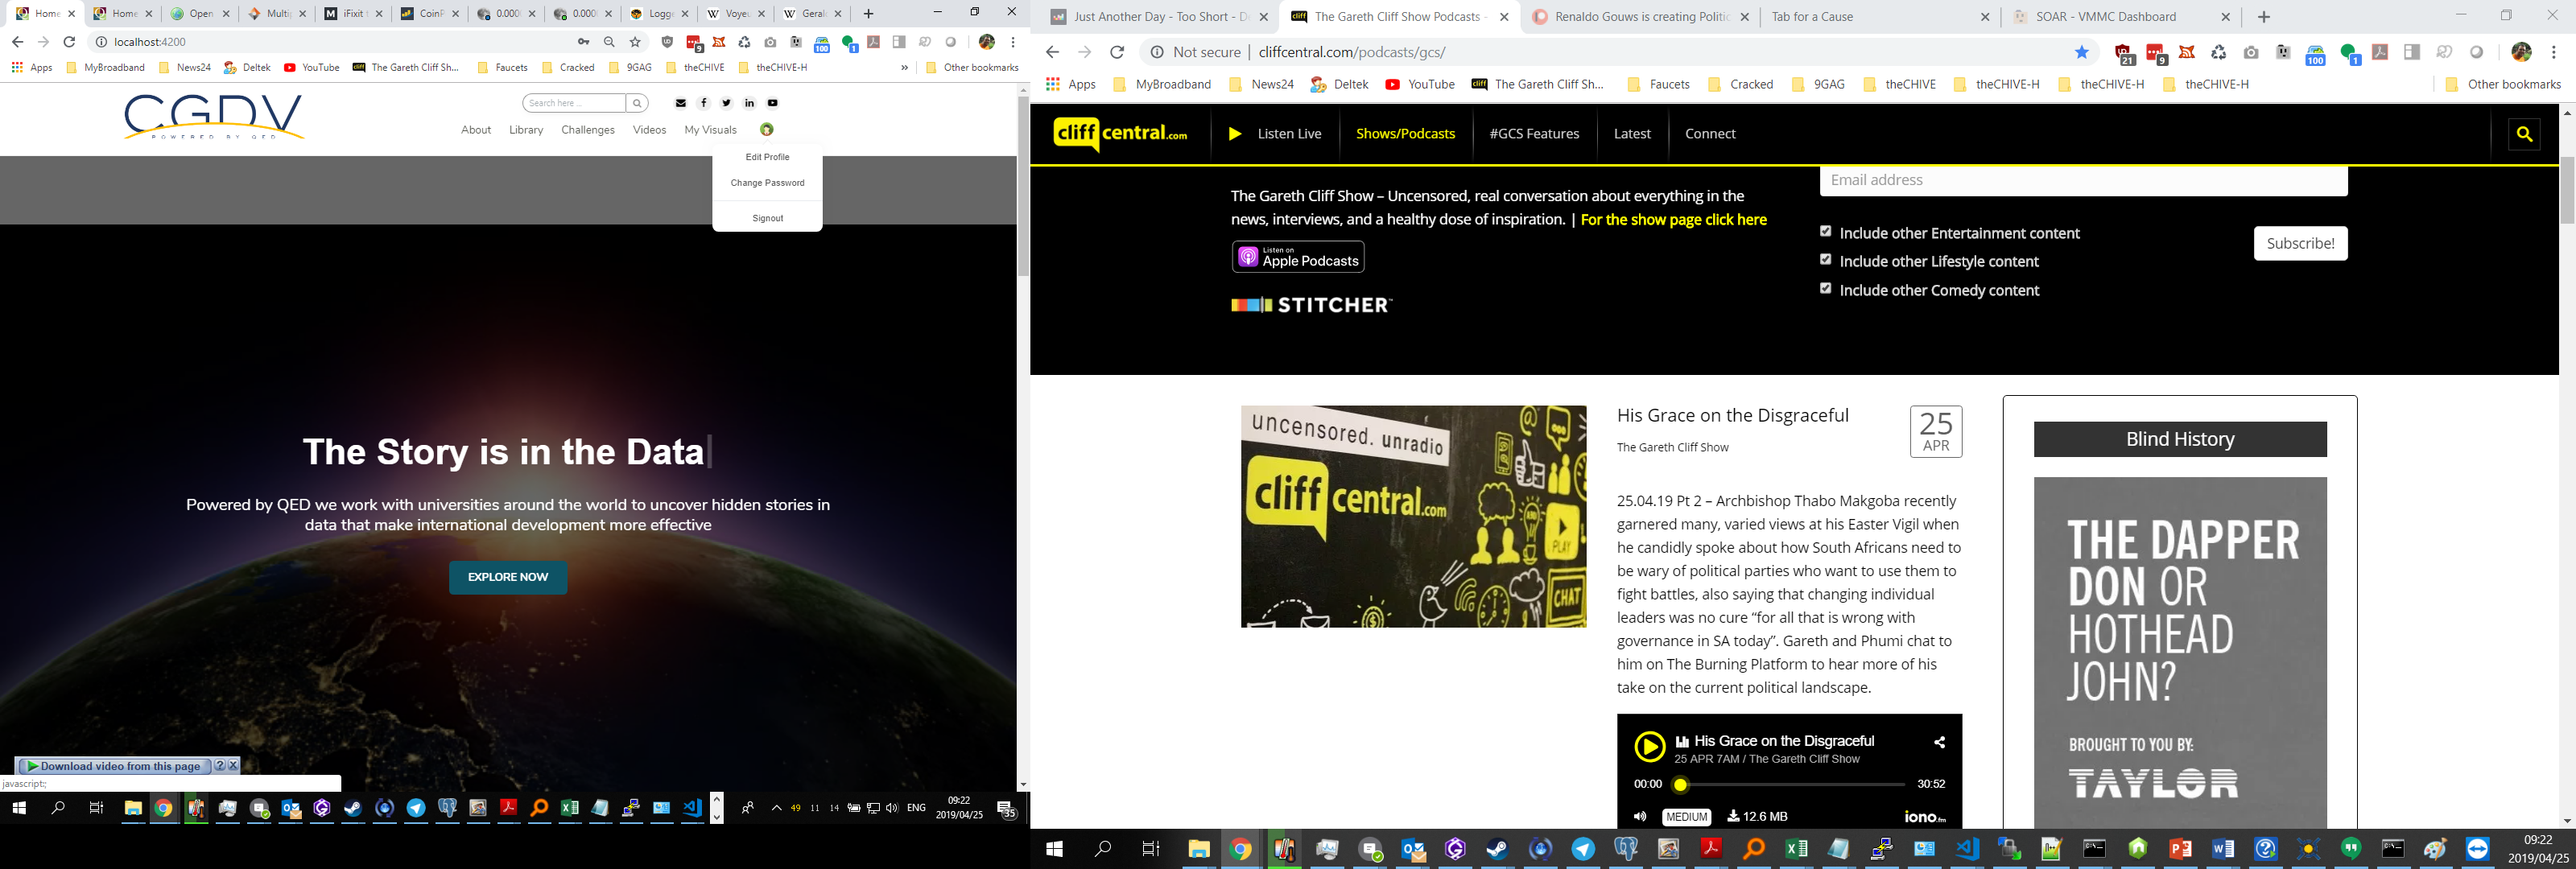 Home
Home
Open
Multip
iFixit
CoinP
0.000
0.000
Logge
Voyeu
Geral
localhost:4200
Apps
MyBroadband
News24
Deltek
YouTube
The Gareth Cliff Sh...
Faucets
Cracked
9GAG
theCHIVE
theCHIVE-H
»
Other bookmarks
CGDV
POWERED BY QED
Search here ...
About
Library
Challenges
Videos
My Visuals
Edit Profile
Change Password
Signout
The Story is in the Data
Powered by QED we work with universities around the world to uncover hidden stories in
data that make international development more effective
EXPLORE NOW
Download video from this page
javascript:;
49 11 14
ENG
09:22
2019/04/25
35
Just Another Day - Too Short - D
The Gareth Cliff Show Podcasts -
Renaldo Gouws is creating Politic
Tab for a Cause
SOAR - VMMC Dashboard
Not secure | cliffcentral.com/podcasts/gcs/
21
9
100
1
Apps
MyBroadband
News24
Deltek
YouTube
The Gareth Cliff Sh...
Faucets
Cracked
9GAG
theCHIVE
theCHIVE-H
theCHIVE-H
theCHIVE-H
Other bookmarks
cliffcentral.com
Listen Live
Shows/Podcasts
#GCS Features
Latest
Connect
The Gareth Cliff Show – Uncensored, real conversation about everything in the
news, interviews, and a healthy dose of inspiration. | For the show page click here
Listen on
Apple Podcasts
STITCHER
Email address
Include other Entertainment content
Include other Lifestyle content
Include other Comedy content
Subscribe!
uncensored. unradio
cliffcentral.com
PLAY
CHAT
His Grace on the Disgraceful
The Gareth Cliff Show
25
APR
25.04.19 Pt 2 – Archbishop Thabo Makgoba recently
garnered many, varied views at his Easter Vigil when
he candidly spoke about how South Africans need to
be wary of political parties who want to use them to
fight battles, also saying that changing individual
leaders was no cure “for all that is wrong with
governance in SA today”. Gareth and Phumi chat to
him on The Burning Platform to hear more of his
take on the current political landscape.
His Grace on the Disgraceful
25 APR 7AM / The Gareth Cliff Show
00:00
30:52
MEDIUM
12.6 MB
iono.fm
Blind History
THE DAPPER
DON OR
HOTHEAD
JOHN?
BROUGHT TO YOU BY:
TAYLOR
09:22
2019/04/25